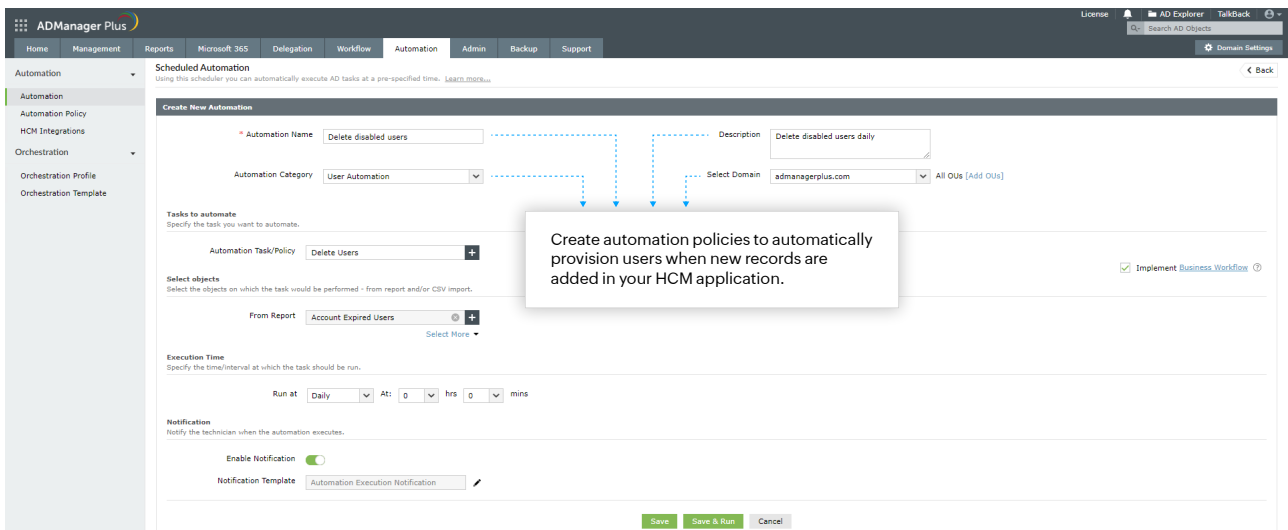 License AD Explorer TalkBack
ADManager Plus
Search AD Objects
Home Management Reports Microsoft 365 Delegation Workflow Automation Admin Backup Support
Domain Settings
Automation
Automation
Automation Policy
HCM Integrations
Orchestration
Orchestration Profile
Orchestration Template
Scheduled Automation
Using this scheduler you can automatically execute AD tasks at a pre-specified time. Learn more...
Back
Create New Automation
* Automation Name Delete disabled users
Description Delete disabled users daily
Automation Category User Automation
Select Domain admanagerplus.com All OUs [Add OUs]
Tasks to automate
Specify the task you want to automate.
Automation Task/Policy Delete Users +
Create automation policies to automatically
provision users when new records are
added in your HCM application.
Implement Business Workflow ?
Select objects
Select the objects on which the task would be performed - from report and/or CSV import.
From Report Account Expired Users +
Select More
Execution Time
Specify the time/interval at which the task should be run.
Run at Daily At: 0 hrs 0 mins
Notification
Notify the technician when the automation executes.
Enable Notification
Notification Template Automation Execution Notification
Save Save & Run Cancel